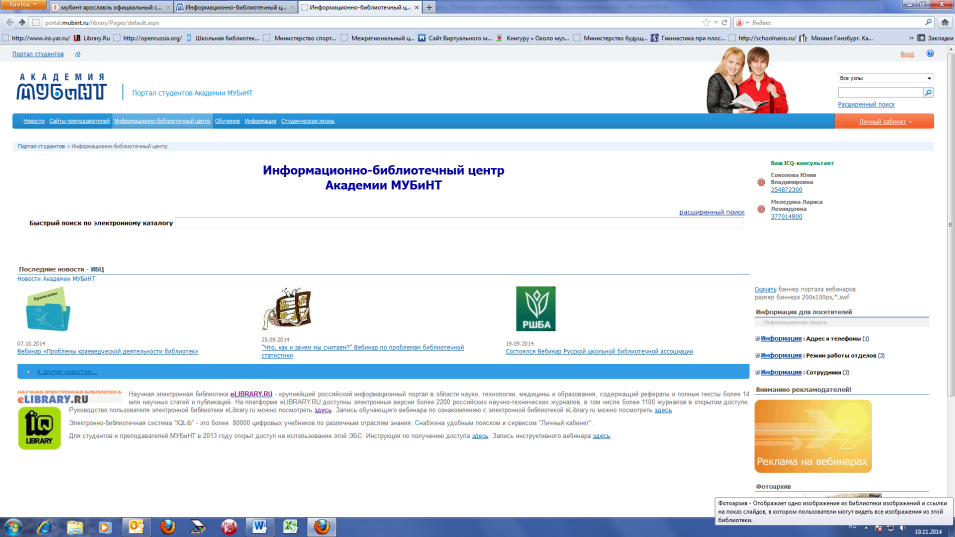 Firefox
мубинт ярославль официальный с...
Информационно-библиотечный ц...
Информационно-библиотечный ц...
portal.mubint.ru/library/Pages/default.aspx
Яндекс
http://www.iro.yar.ru/
Library.Ru
http://openrussia.org/
Школьная библиотек...
Министерство спорт...
Межрегиональный ц...
Сайт Виртуального м...
Книгуру » Около муз...
Министерство будущ...
Гимнастика при плос...
http://schoolnano.ru/
Михаил Гинзбург. Ка...
Закладки
Портал студентов
Вход
АКАДЕМИЯ
МУБиНТ
Портал студентов Академии МУБиНТ
Все узлы
Расширенный поиск
Новости Сайты преподавателей Информационно-библиотечный центр Обучение Информация Студенческая жизнь
Личный кабинет
Портал студентов > Информационно-библиотечный центр
Информационно-библиотечный центр
Академии МУБиНТ
расширенный поиск
Быстрый поиск по электронному каталогу
Ваш ICQ-консультант
Соколова Юлия
Владимировна
254872300
Меледина Лариса
Леонидовна
377014800
Последние новости - ИБЦ
Новости Академии МУБиНТ
РШБА
07.10.2014
Вебинар «Проблемы краеведческой деятельности библиотек»
25.09.2014
"Что, как и зачем мы считаем?" Вебинар по проблемам библиотечной
статистики
19.09.2014
Состоялся Вебинар Русской школьной библиотечной ассоциации
К другим новостям...
Скачать баннер портала вебинаров
размер баннера 200x100px,*.swf
Информация для посетителей
Информационная сводка
Информация : Адрес и телефоны (1)
Информация : Режим работы отделов (3)
Информация : Сотрудники (3)
Вниманию рекламодателей!
Реклама на вебинарах
Фотоархив
НАУЧНАЯ ЭЛЕКТРОННАЯ БИБЛИОТЕКА
eLIBRARY.RU
Научная электронная библиотека eLIBRARY.RU - крупнейший российский информационный портал в области науки, технологии, медицины и образования, содержащий рефераты и полные тексты более 14
млн научных статей и публикаций. На платформе eLIBRARY.RU доступны электронные версии более 2200 российских научно-технических журналов, в том числе более 1100 журналов в открытом доступе.
Руководство пользователя электронной библиотеки eLibrary.ru можно посмотреть здесь. Запись обучающего вебинара по ознакомлению с электронной библиотекой eLibrary.ru можно посмотреть здесь
iQ
LIBRARY
Электронно-библиотечная система "IQLib" - это более 80000 цифровых учебников по различным отраслям знания. Снабжена удобным поиском и сервисом "Личный кабинет".
Для студентов и преподавателей МУБиНТ в 2013 году открыт доступ на использование этой ЭБС. Инструкция по получению доступа здесь. Запись инструктивного вебинара здесь
Фотоархив - Отображает одно изображение из библиотеки изображений и ссылки
на показ слайдов, в котором пользователи могут видеть все изображения из этой
библиотеки.
RU
19.11.2014